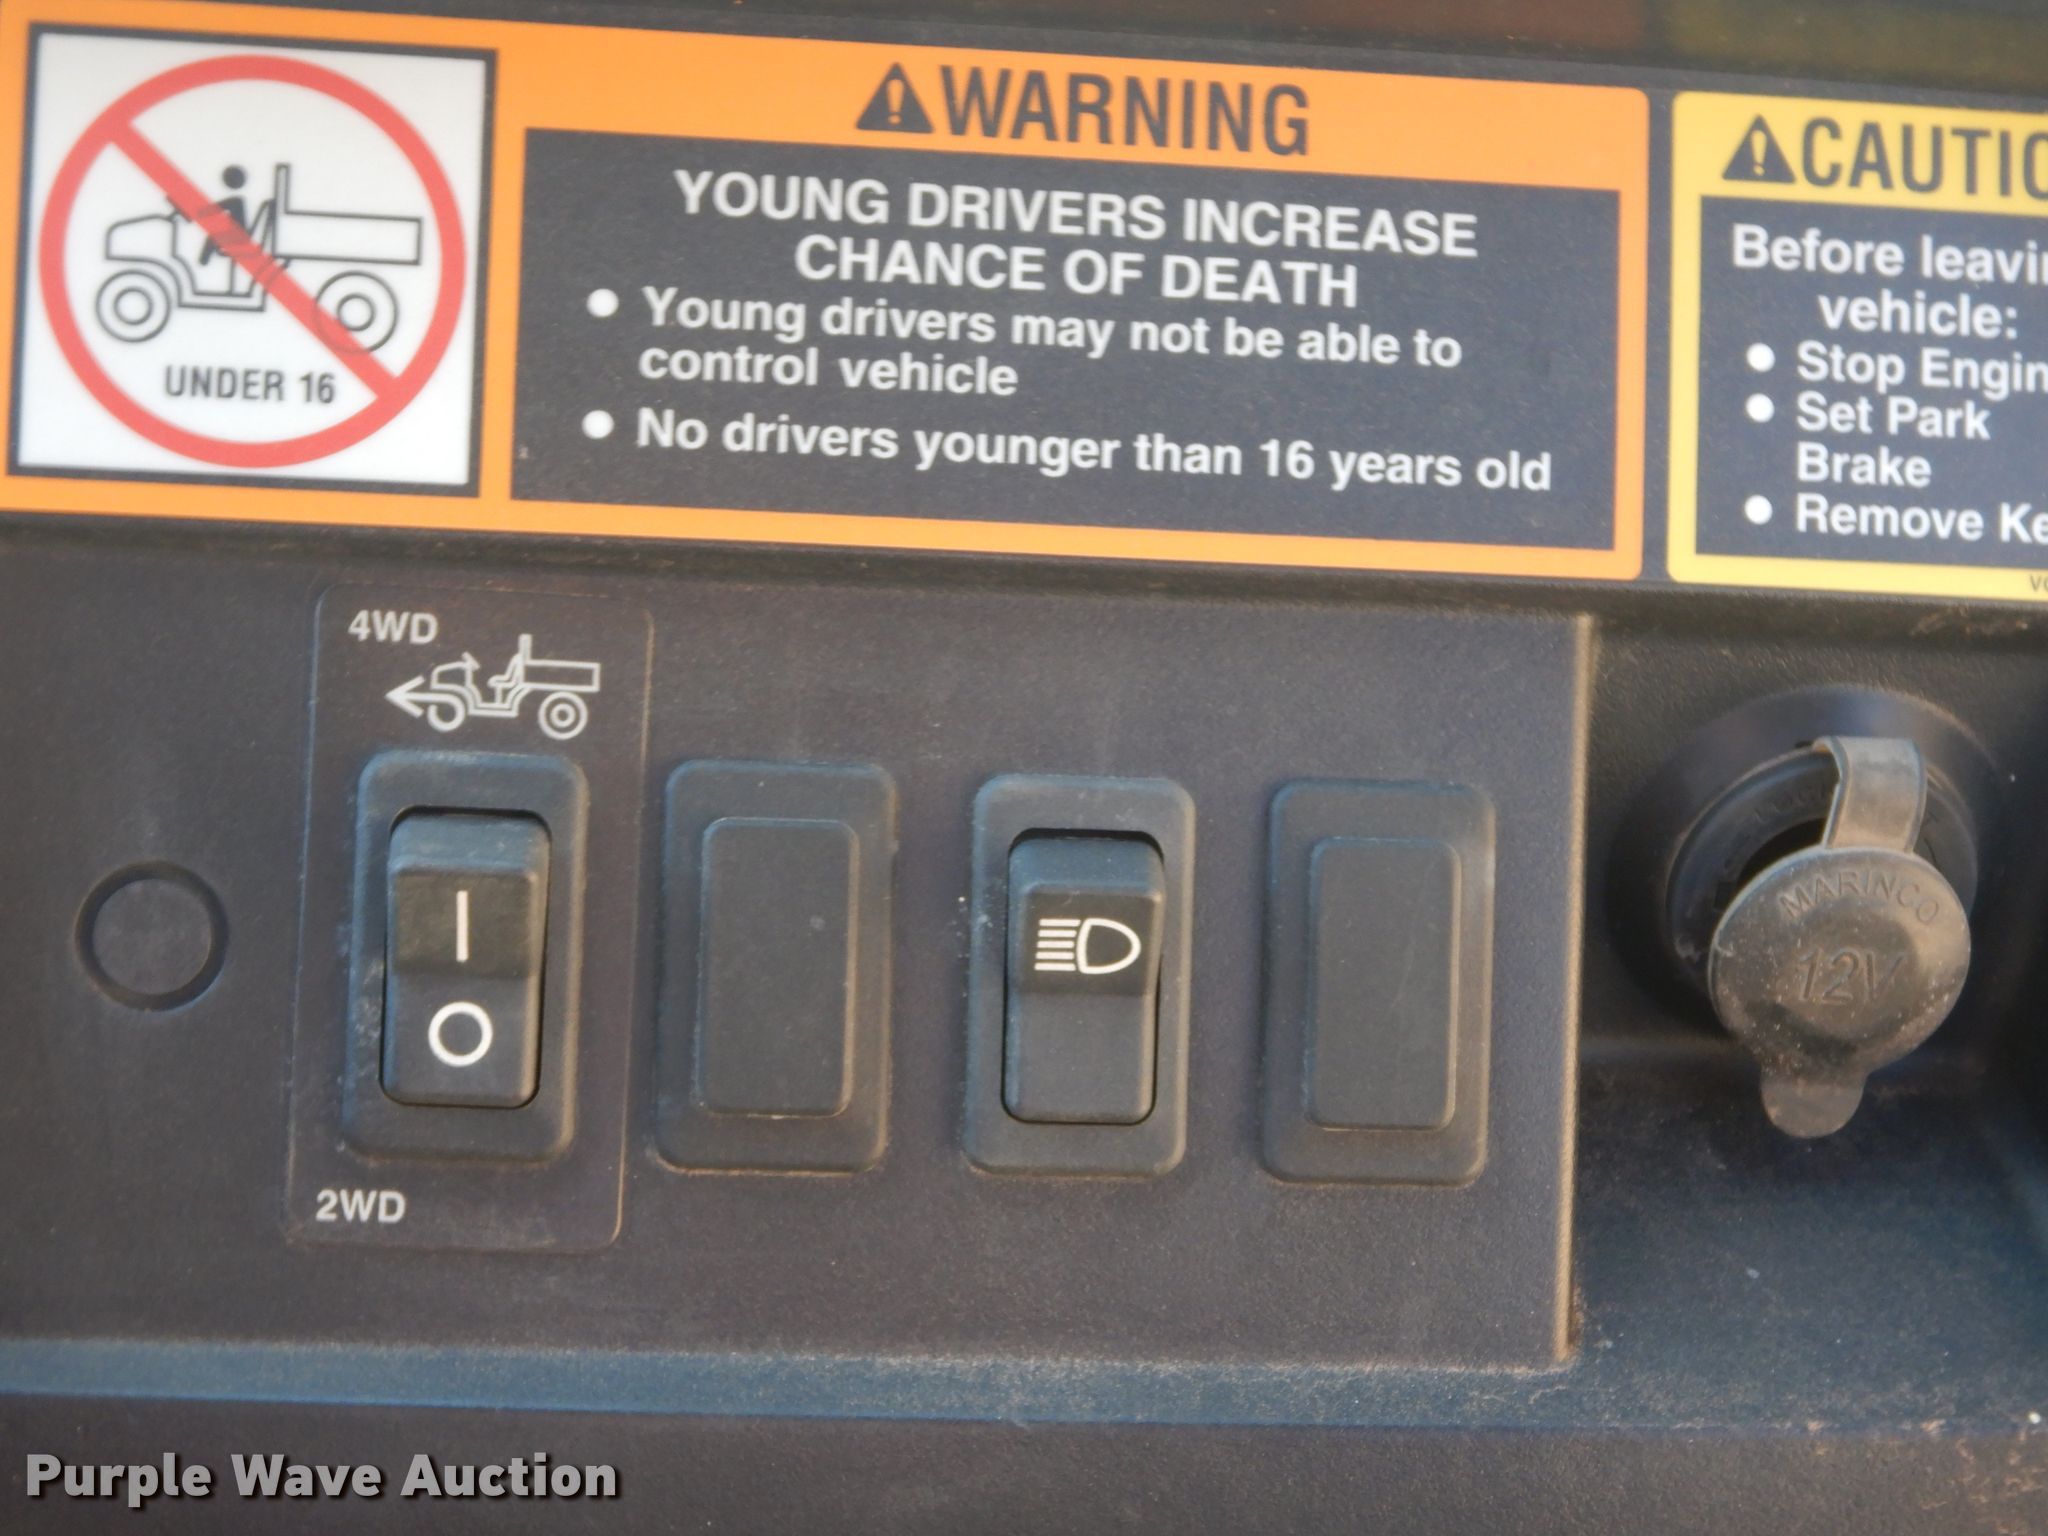 WARNING
YOUNG DRIVERS INCREASE
CHANCE OF DEATH
• Young drivers may not be able to
control vehicle
• No drivers younger than 16 years old
UNDER 16
CAUTIO
Before leavin
vehicle:
• Stop Engin
• Set Park
Brake
• Remove Ke
4WD
2WD
MARINCO
12V
Purple Wave Auction